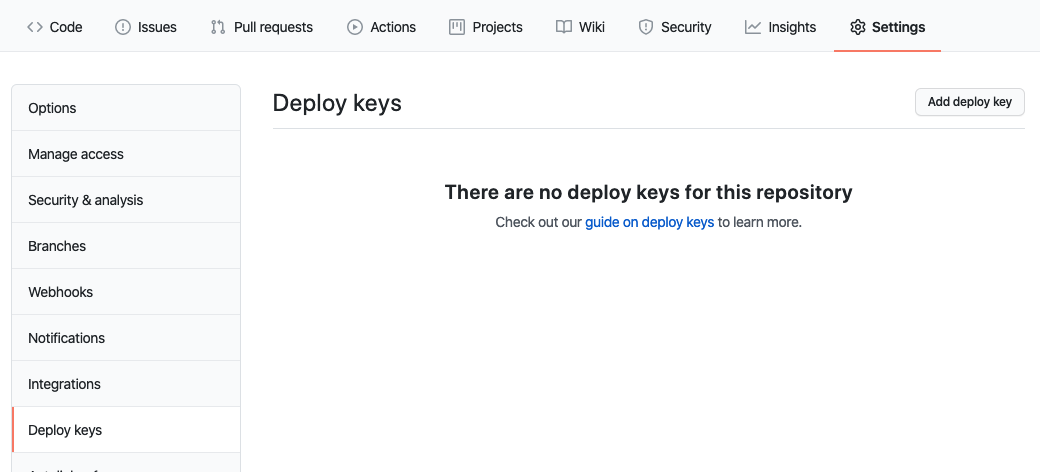 Code Issues Pull requests Actions Projects Wiki Security Insights Settings
Options
Manage access
Security & analysis
Branches
Webhooks
Notifications
Integrations
Deploy keys
Deploy keys
Add deploy key
There are no deploy keys for this repository
Check out our guide on deploy keys to learn more.